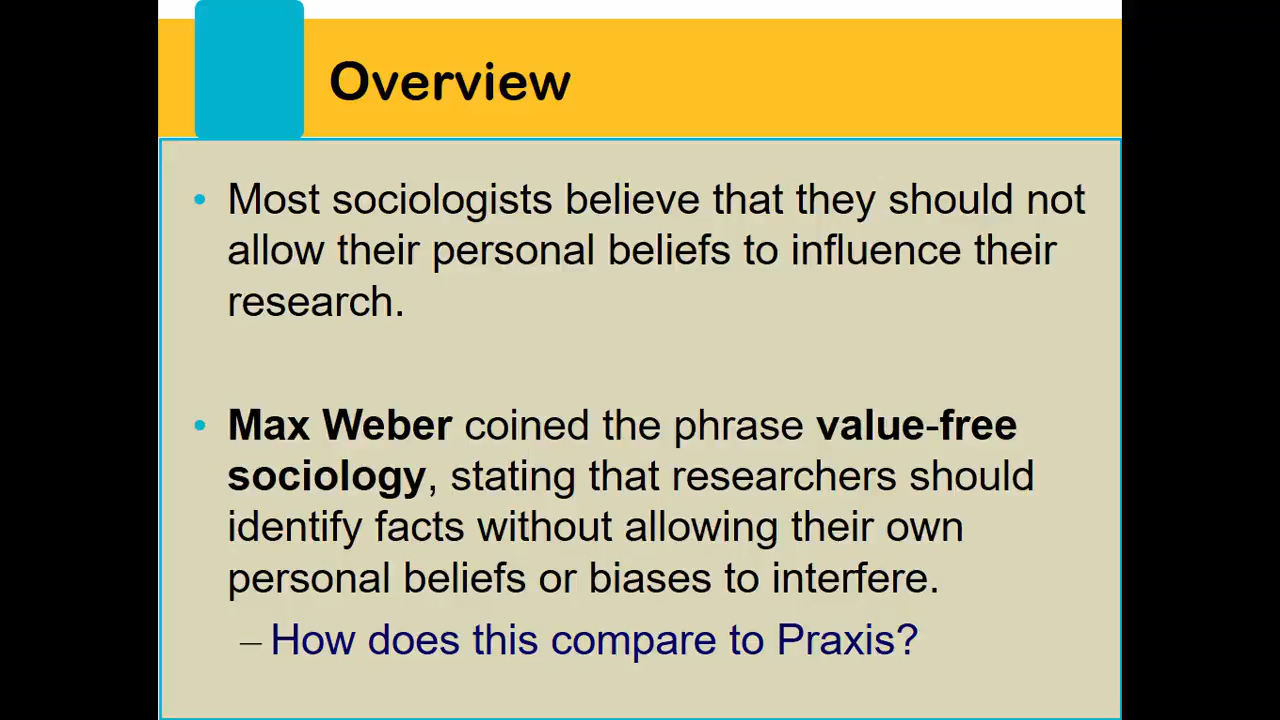 Overview
• Most sociologists believe that they should not
allow their personal beliefs to influence their
research.
• Max Weber coined the phrase value-free
sociology, stating that researchers should
identify facts without allowing their own
personal beliefs or biases to interfere.
– How does this compare to Praxis?